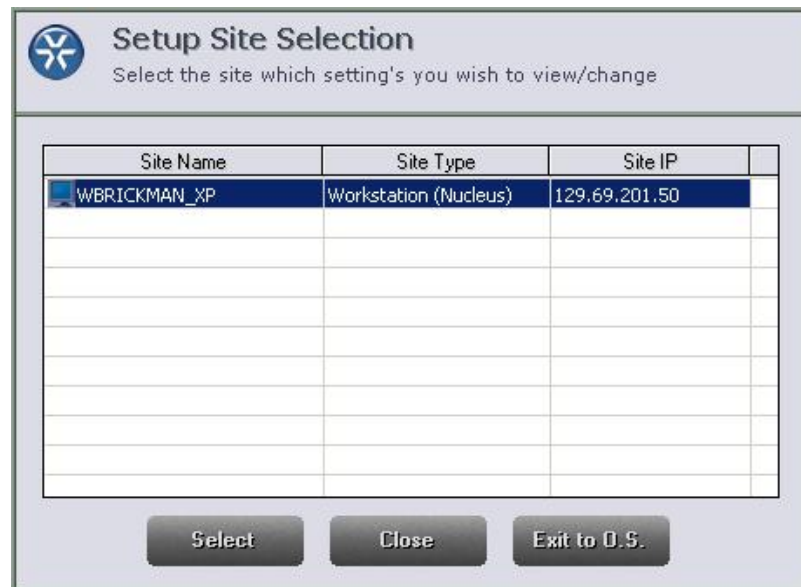 Setup Site Selection
Select the site which setting's you wish to view/change
Site Name Site Type Site IP
WBRICKMAN_XP Workstation (Nucleus) 129.69.201.50
Select Close Exit to O.S.